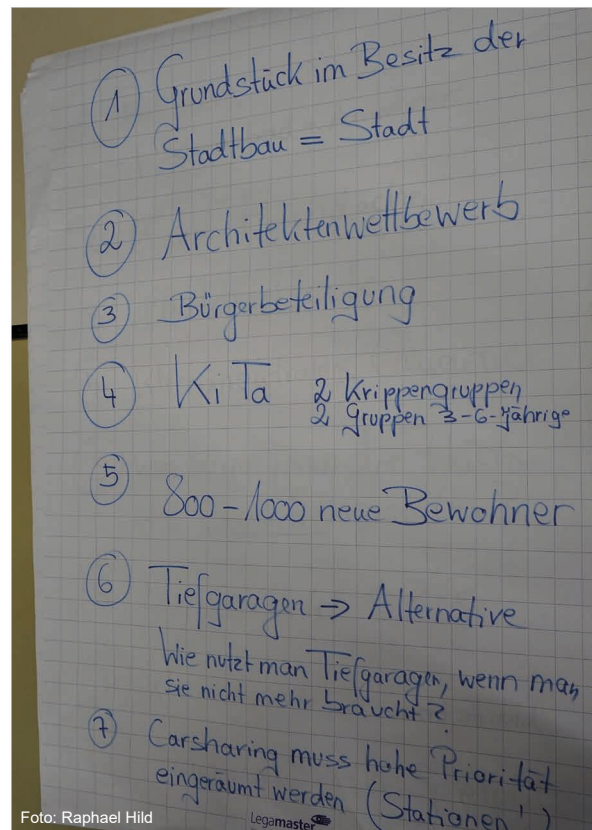 1 Grundstück im Besitz der
Stadtbau = Stadt
2 Architektenwettbewerb
3 Bürgerbeteiligung
4 KiTa 2 Krippengruppen
2 Gruppen 3-6-jährige
5 800-1000 neue Bewohner
6 Tiefgaragen → Alternative
Wie nutzt man Tiefgaragen, wenn man
sie nicht mehr braucht?
7 Carsharing muss hohe Priorität
eingeräumt werden (Stationen!)
Foto: Raphael Hild
Legamaster